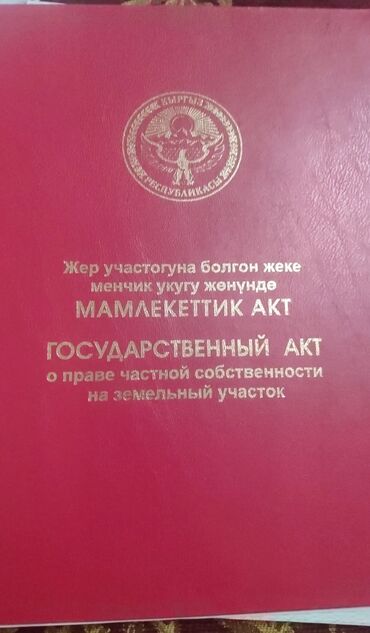 КЫРГЫЗ
РЕСПУБЛИКАСЫ
Жер участогуна болгон жеке
менчик укугу жөнүндө
МАМЛЕКЕТТИК АКТ
ГОСУДАРСТВЕННЫЙ АКТ
о праве частной собственности
на земельный участок